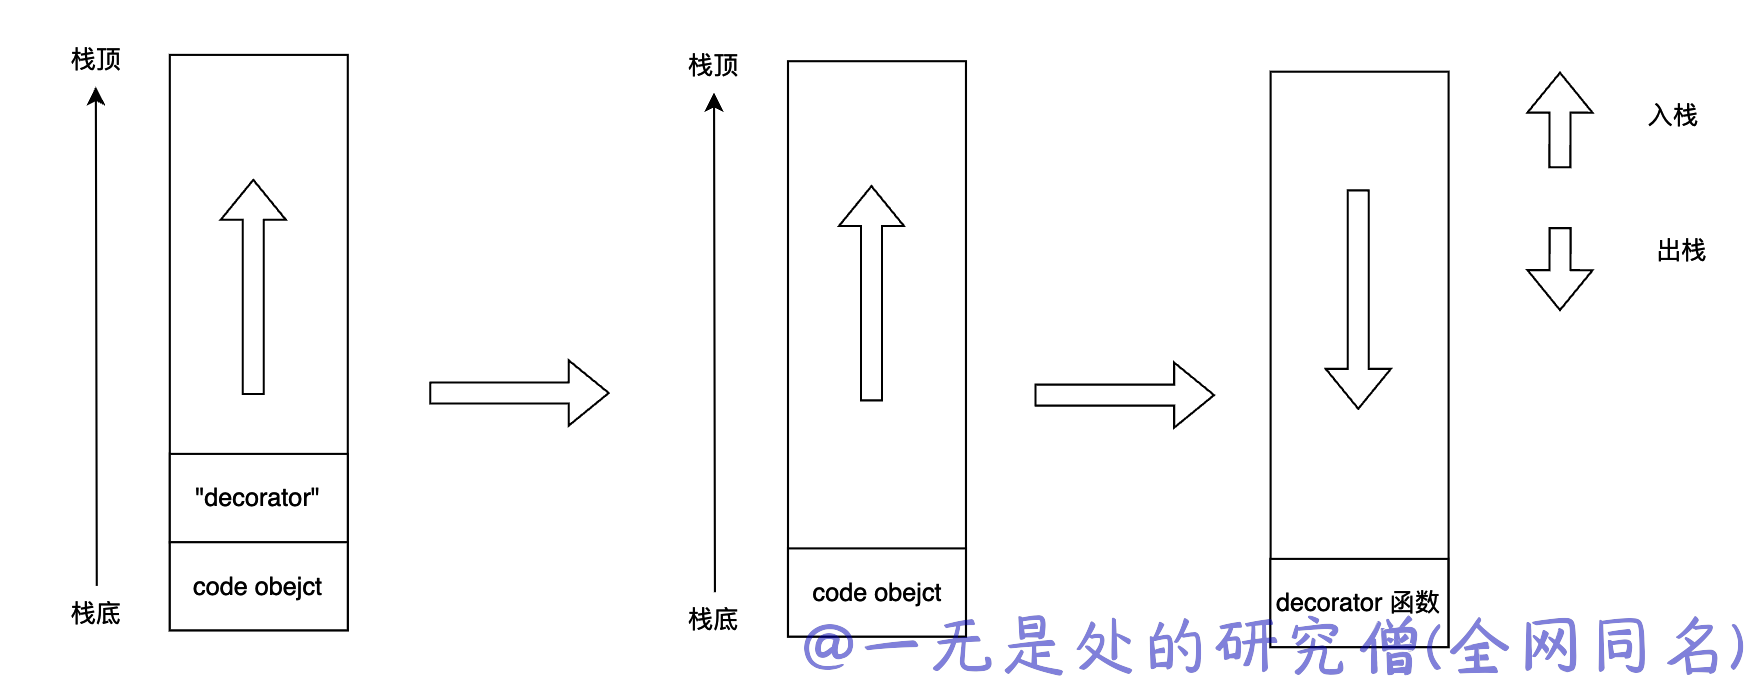 栈顶
"decorator"
code obejct
栈底
栈顶
code obejct
栈底
decorator 函数
入栈
出栈
@一无是处的研究僧(全网同名)